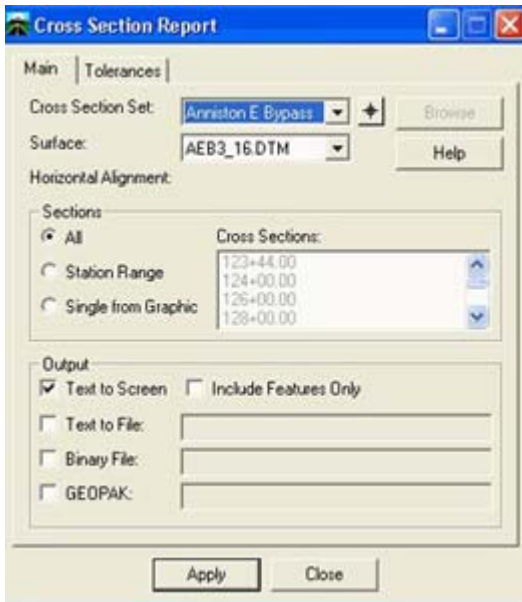 Cross Section Report
Main Tolerances
Cross Section Set: Anniston E Bypass Browse
Surface: AEB3_16.DTM Help
Horizontal Alignment:
Sections
All Cross Sections:
Station Range
Single from Graphic
123+44.00
124+00.00
126+00.00
128+00.00
Output
Text to Screen Include Features Only
Text to File:
Binary File:
GEOPAK:
Apply Close